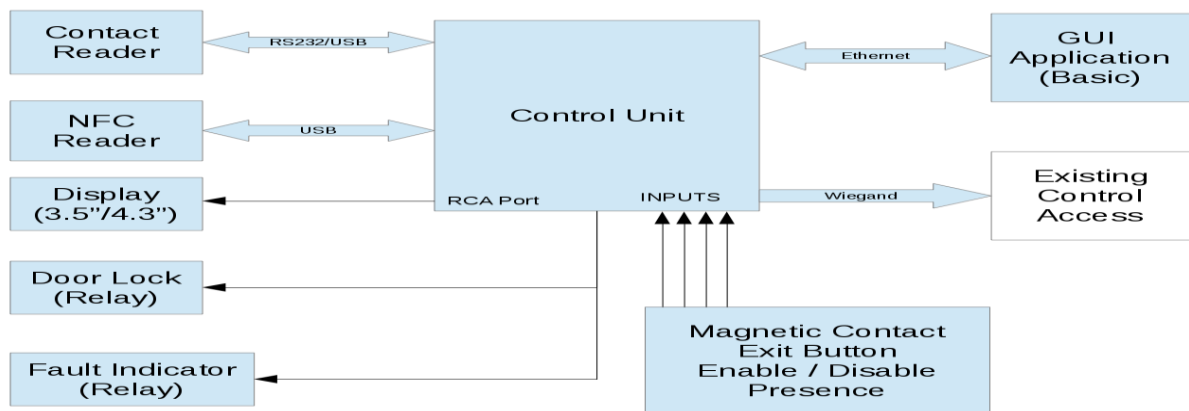 Contact
Reader
RS232/USB
NFC
Reader
USB
Display
(3.5”/4.3”)
Door Lock
(Relay)
Fault Indicator
(Relay)
Control Unit
RCA Port
INPUTS
Ethernet
GUI
Application
(Basic)
Wiegand
Existing
Control
Access
Magnetic Contact
Exit Button
Enable / Disable
Presence